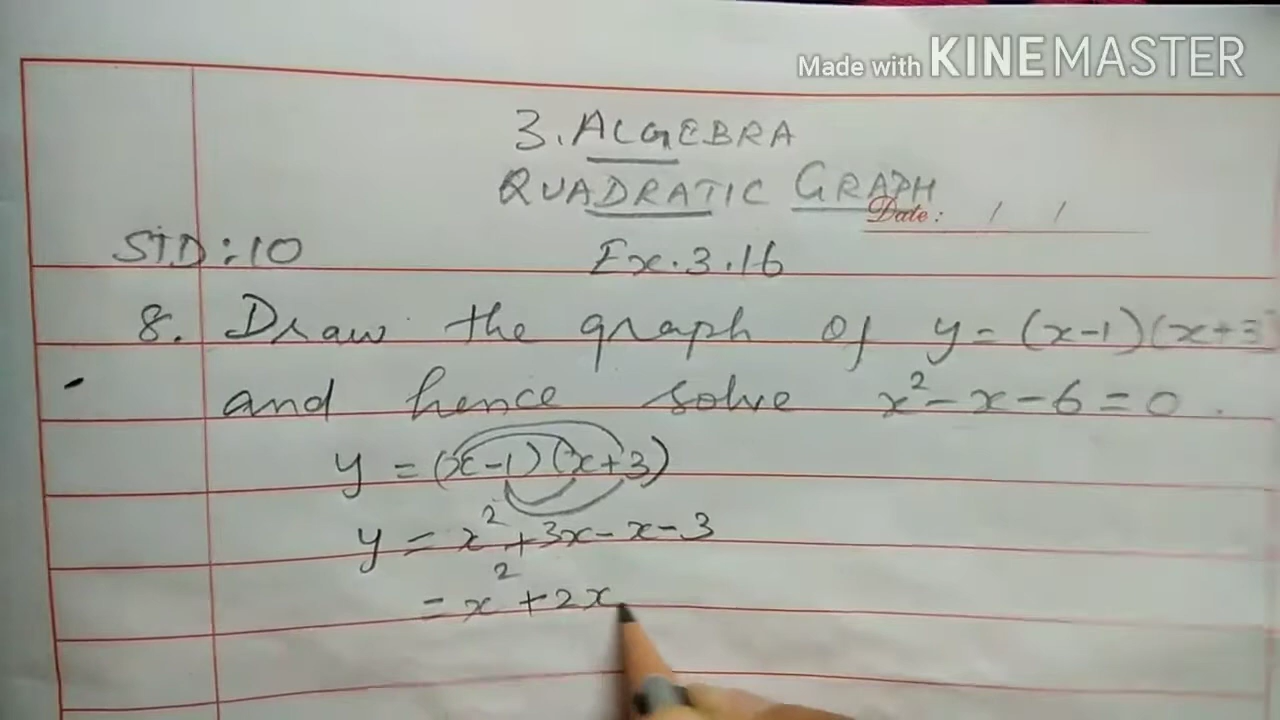 Made with KINEMASTER
3. ALGEBRA
QUADRATIC GRAPH
Date: / /
STD:10 Ex.3.16
8. Draw the graph of y=(x-1)(x+3)
and hence solve x²-x-6=0.
y=(x-1)(x+3)
y=x²+3x-x-3
=x²+2x